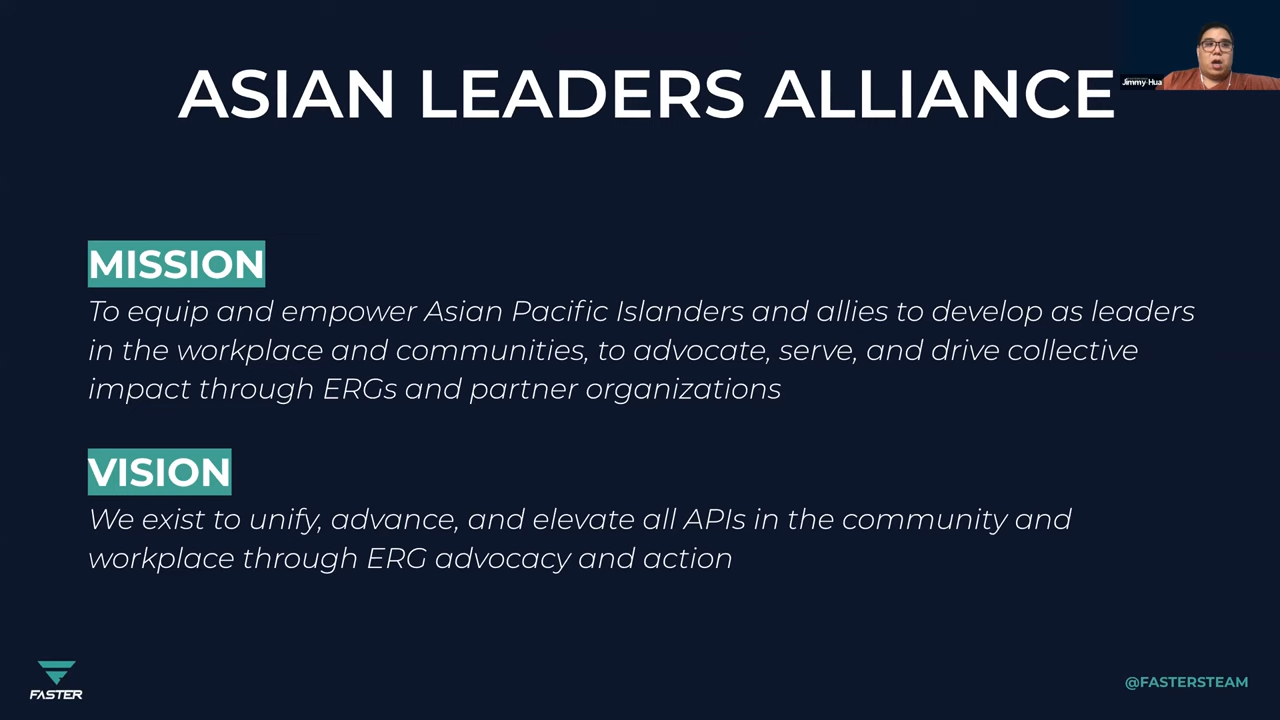 ASIAN LEADERS ALLIANCE
Jimmy Hua
MISSION
To equip and empower Asian Pacific Islanders and allies to develop as leaders
in the workplace and communities, to advocate, serve, and drive collective
impact through ERGs and partner organizations
VISION
We exist to unify, advance, and elevate all APIs in the community and
workplace through ERG advocacy and action
FASTER
@FASTERSTEAM